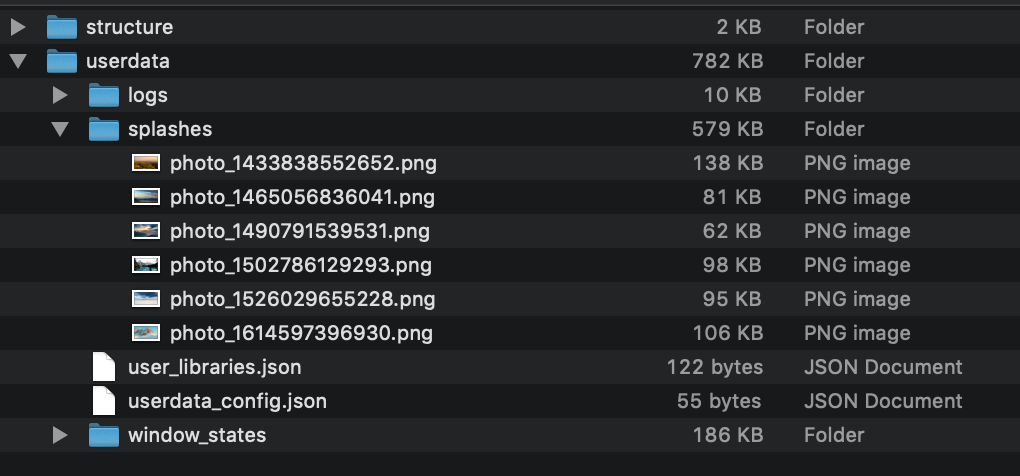 structure 2 KB Folder
userdata 782 KB Folder
logs 10 KB Folder
splashes 579 KB Folder
photo_1433838552652.png 138 KB PNG image
photo_1465056836041.png 81 KB PNG image
photo_1490791539531.png 62 KB PNG image
photo_1502786129293.png 98 KB PNG image
photo_1526029655228.png 95 KB PNG image
photo_1614597396930.png 106 KB PNG image
user_libraries.json 122 bytes JSON Document
userdata_config.json 55 bytes JSON Document
window_states 186 KB Folder